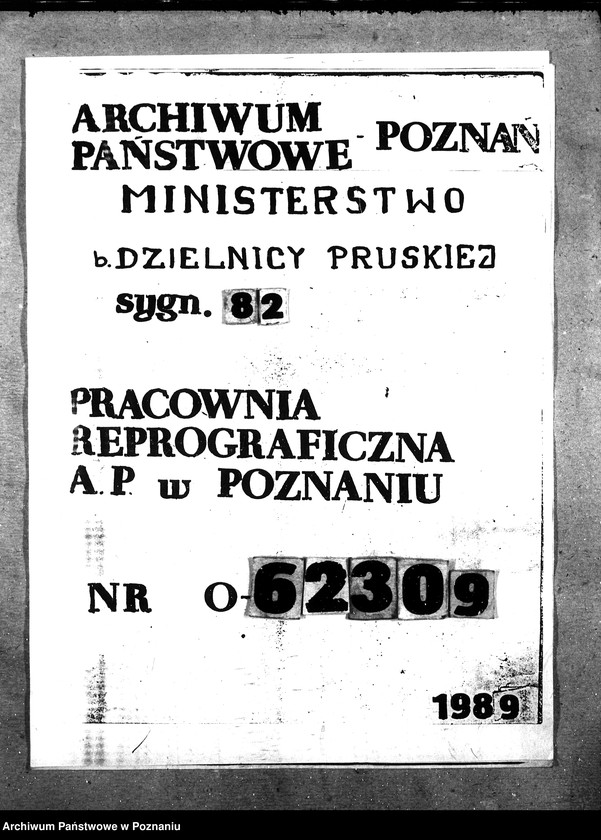 ARCHIWUM
PAŃSTWOWE - POZNAŃ
MINISTERSTWO
b. DZIELNICY PRUSKIEJ
sygn. 82
PRACOWNIA
REPROGRAFICZNA
A.P. w POZNANIU
NR O-62309
1989
Archiwum Państwowe w Poznaniu